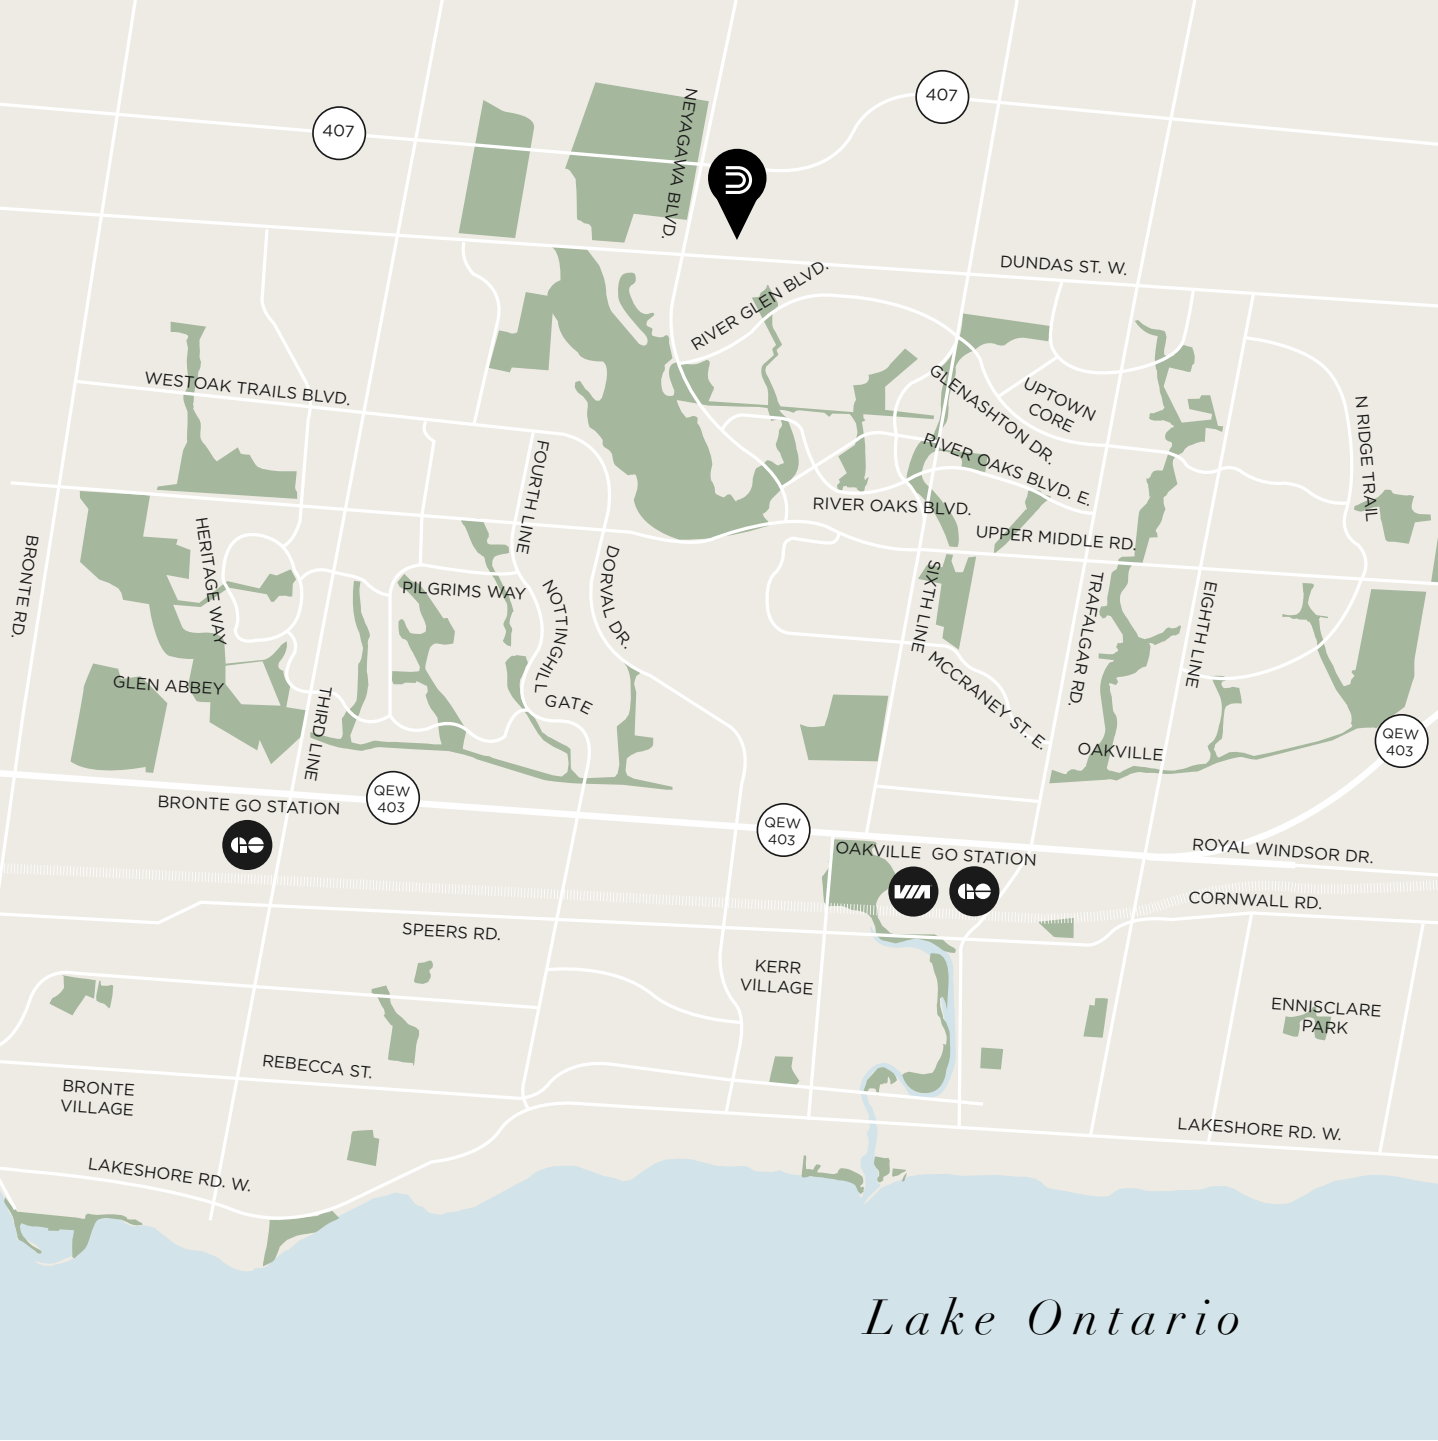 407
407
NEYAGAWA BLVD.
DUNDAS ST. W.
RIVER GLEN BLVD.
WESTOAK TRAILS BLVD.
GLENASHTON DR.
UPTOWN
CORE
N RIDGE TRAIL
FOURTH LINE
RIVER OAKS BLVD. E.
RIVER OAKS BLVD.
UPPER MIDDLE RD.
BRONTE RD.
HERITAGE WAY
PILGRIMS WAY
NOTTINGHILL
GATE
DORVAL DR.
SIXTH LINE
TRAFALGAR RD.
EIGHTH LINE
MCCRANEY ST. E.
GLEN ABBEY
THIRD LINE
OAKVILLE
QEW
403
QEW
403
QEW
403
BRONTE GO STATION
GO
OAKVILLE GO STATION
VIA
GO
ROYAL WINDSOR DR.
CORNWALL RD.
SPEERS RD.
KERR
VILLAGE
ENNISCLARE
PARK
REBECCA ST.
BRONTE
VILLAGE
LAKESHORE RD. W.
LAKESHORE RD. W.
Lake Ontario